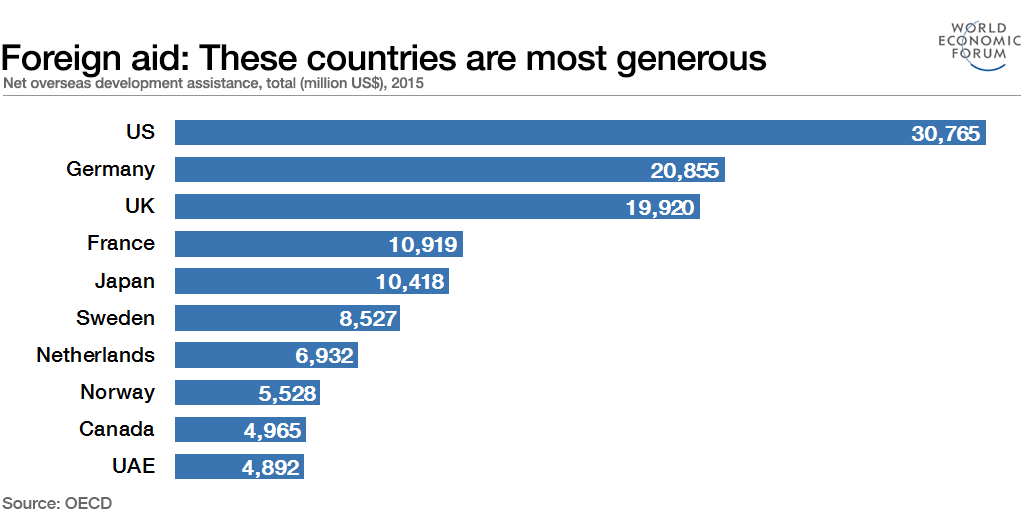 WORLD
ECONOMIC
FORUM
Foreign aid: These countries are most generous
Net overseas development assistance, total (million US$), 2015
US 30,765
Germany 20,855
UK 19,920
France 10,919
Japan 10,418
Sweden 8,527
Netherlands 6,932
Norway 5,528
Canada 4,965
UAE 4,892
Source: OECD